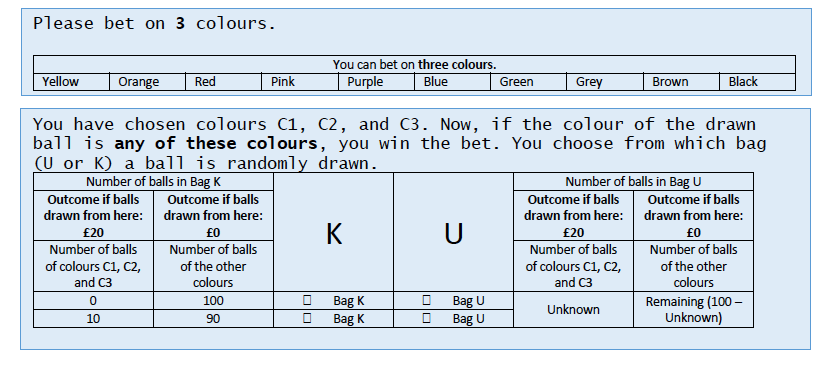 Please bet on 3 colours.
You can bet on three colours.
Yellow Orange Red Pink Purple Blue Green Grey Brown Black
You have chosen colours C1, C2, and C3. Now, if the colour of the drawn
ball is any of these colours, you win the bet. You choose from which bag
(U or K) a ball is randomly drawn.
Number of balls in Bag K
Outcome if balls
drawn from here:
£20
Outcome if balls
drawn from here:
£0
Number of balls
of colours C1, C2,
and C3
Number of balls
of the other
colours
K
U
Number of balls in Bag U
Outcome if balls
drawn from here:
£20
Outcome if balls
drawn from here:
£0
Number of balls
of colours C1, C2,
and C3
Number of balls
of the other
colours
0 100 ☐ Bag K ☐ Bag U
10 90 ☐ Bag K ☐ Bag U
Unknown
Remaining (100 –
Unknown)